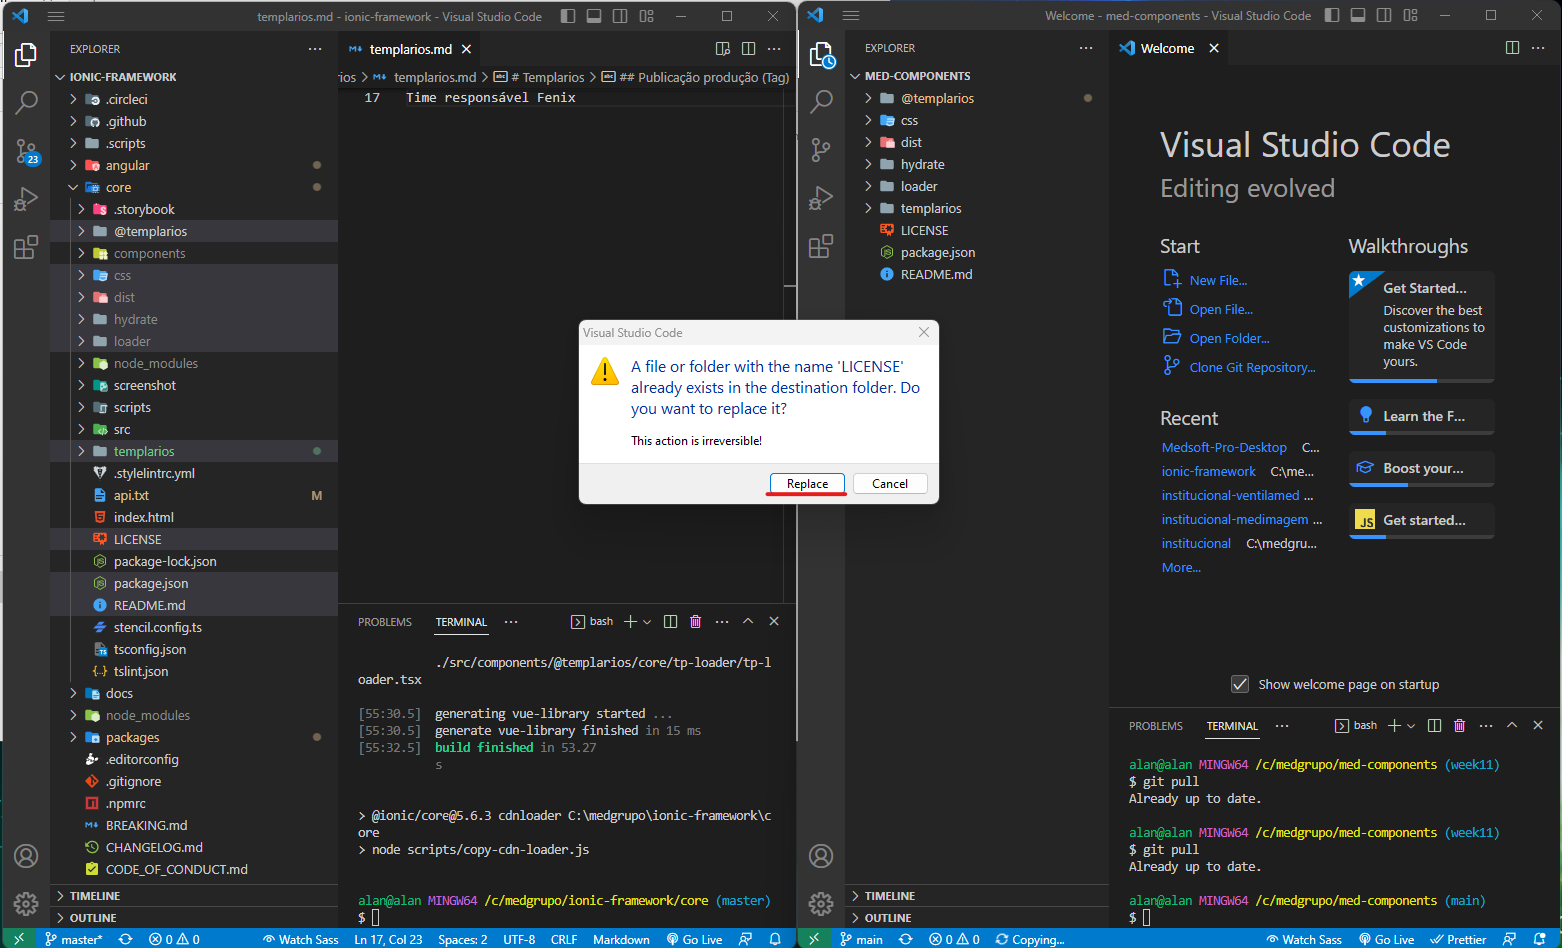 templarios.md - ionic-framework - Visual Studio Code
EXPLORER
IONIC-FRAMEWORK
.circleci
.github
.scripts
angular
core
.storybook
@templarios
components
css
dist
hydrate
loader
node_modules
screenshot
scripts
src
templarios
.stylelintrc.yml
api.txt M
index.html
LICENSE
package-lock.json
package.json
README.md
stencil.config.ts
tsconfig.json
tslint.json
docs
node_modules
packages
.editorconfig
.gitignore
.npmrc
BREAKING.md
CHANGELOG.md
CODE_OF_CONDUCT.md
TIMELINE
OUTLINE
23
templarios.md
rios > templarios.md > # Templarios > ## Publicação produção (Tag)
17 Time responsável Fenix
PROBLEMS TERMINAL bash
./src/components/@templarios/core/tp-loader/tp-l
oader.tsx
[55:30.5] generating vue-library started ...
[55:30.5] generate vue-library finished in 15 ms
[55:32.5] build finished in 53.27
s
> @ionic/core@5.6.3 cdnloader C:\medgrupo\ionic-framework\c
ore
> node scripts/copy-cdn-loader.js
alan@alan MINGW64 /c/medgrupo/ionic-framework/core (master)
$
master* 0 0 Watch Sass Ln 17, Col 23 Spaces: 2 UTF-8 CRLF Markdown Go Live
Visual Studio Code
A file or folder with the name 'LICENSE'
already exists in the destination folder. Do
you want to replace it?
This action is irreversible!
Replace Cancel
Welcome - med-components - Visual Studio Code
EXPLORER
MED-COMPONENTS
@templarios
css
dist
hydrate
loader
templarios
LICENSE
package.json
README.md
TIMELINE
OUTLINE
Welcome
Visual Studio Code
Editing evolved
Start
New File...
Open File...
Open Folder...
Clone Git Repository...
Recent
Medsoft-Pro-Desktop C...
ionic-framework C:\me...
institucional-ventilamed ...
institucional-medimagem ...
institucional C:\medgru...
More...
Walkthroughs
Get Started...
Discover the best
customizations to
make VS Code
yours.
Learn the F...
Boost your...
JS Get started...
Show welcome page on startup
PROBLEMS TERMINAL bash
alan@alan MINGW64 /c/medgrupo/med-components (week11)
$ git pull
Already up to date.
alan@alan MINGW64 /c/medgrupo/med-components (week11)
$ git pull
Already up to date.
alan@alan MINGW64 /c/medgrupo/med-components (main)
$
main 0 0 Copying... Watch Sass Go Live Prettier